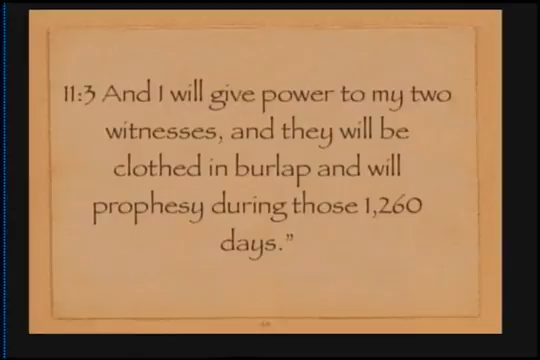 11:3 And I will give power to my two
witnesses, and they will be
clothed in burlap and will
prophesy during those 1,260
days.”